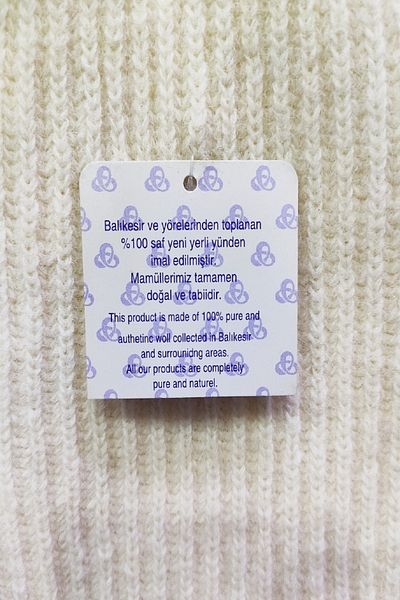 Balıkesir ve yörelerinden toplanan
%100 saf yeni yerli yünden
imal edilmiştir.
Mamüllerimiz tamamen
doğal ve tabiidir.
This product is made of 100% pure and
authetinc woll collected in Balıkesir
and surrouniding areas.
All our products are completely
pure and naturel.